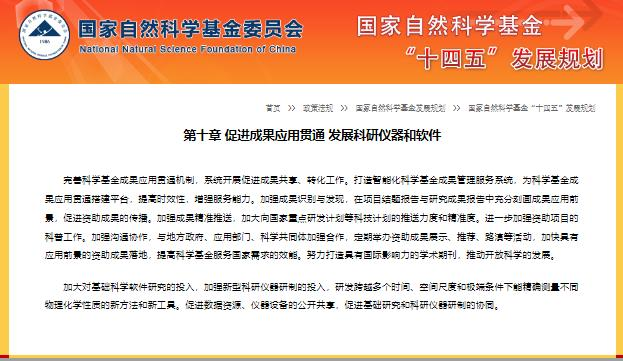 国家自然科学基金委员会
National Natural Science Foundation of China
国家自然科学基金
“十四五”发展规划
首页 >> 政策法规 >> 国家自然科学基金发展规划 >> 国家自然科学基金“十四五”发展规划
第十章 促进成果应用贯通 发展科研仪器和软件
完善科学基金成果应用贯通机制，系统开展促进成果共享、转化工作。打造智能化科学基金成果管理服务系统，为科学基金成
果应用贯通搭建平台，提高时效性，增强服务能力。加强成果识别与发现，在项目结题报告与研究成果报告中充分刻画成果应用前
景，促进资助成果的传播。加强成果精准推送，加大向国家重点研发计划等科技计划的推送力度和精准度。进一步加强资助项目的
科普工作。加强沟通协作，与地方政府、应用部门、科学共同体加强合作，定期举办资助成果展示、推荐、路演等活动，加快具有
应用前景的资助成果落地，提高科学基金服务国家需求的效能。努力打造具有国际影响力的学术期刊，推动开放科学的发展。
加大对基础科学软件研究的投入，加强新型科研仪器研制的投入，研发跨越多个时间、空间尺度和极端条件下能精确测量不同
物理化学性质的新方法和新工具。促进数据资源、仪器设备的公开共享，促进基础研究和科研仪器研制的协同。